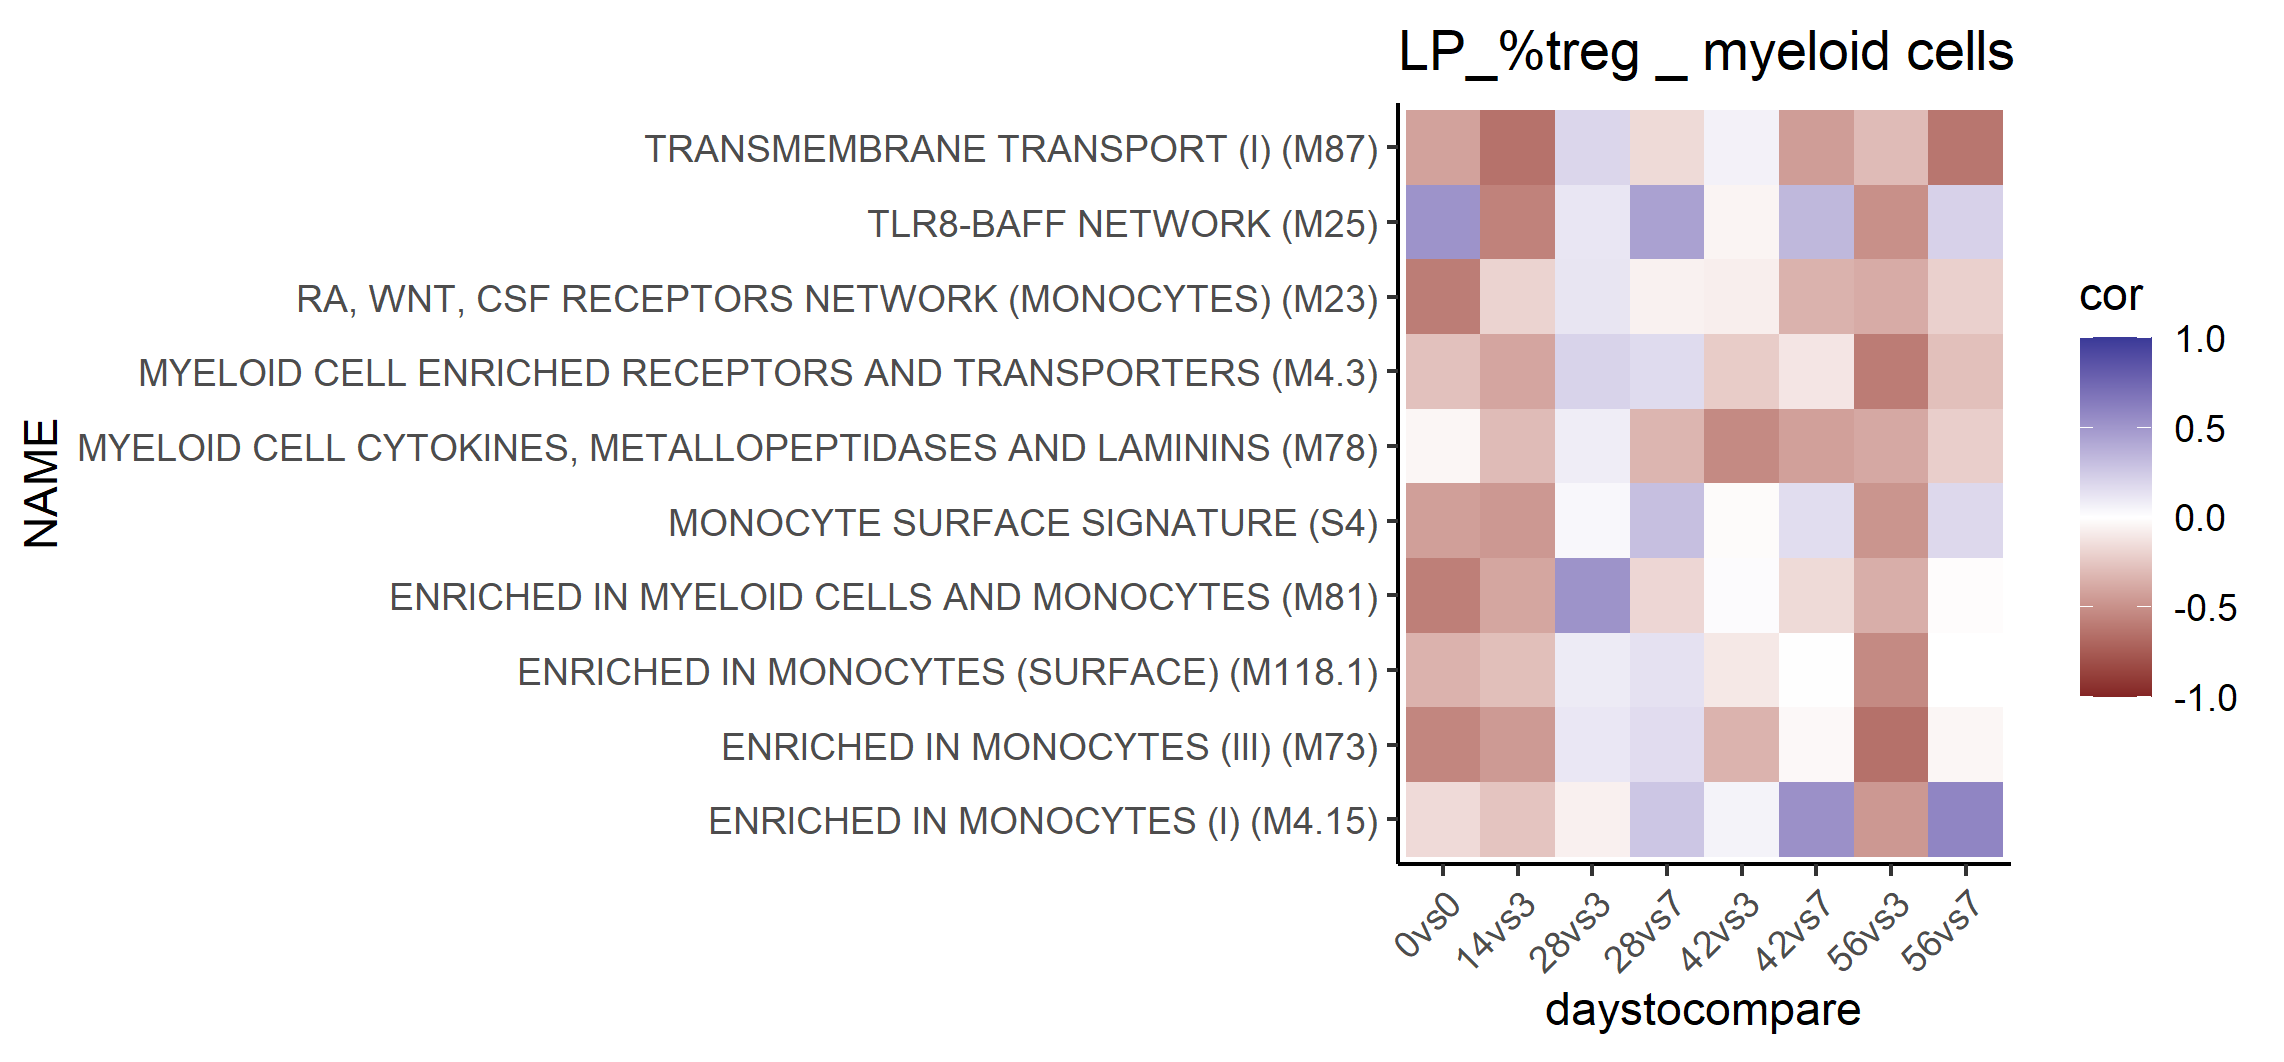 LP_%treg _ myeloid cells
NAME
TRANSMEMBRANE TRANSPORT (I) (M87)
TLR8-BAFF NETWORK (M25)
RA, WNT, CSF RECEPTORS NETWORK (MONOCYTES) (M23)
MYELOID CELL ENRICHED RECEPTORS AND TRANSPORTERS (M4.3)
MYELOID CELL CYTOKINES, METALLOPEPTIDASES AND LAMININS (M78)
MONOCYTE SURFACE SIGNATURE (S4)
ENRICHED IN MYELOID CELLS AND MONOCYTES (M81)
ENRICHED IN MONOCYTES (SURFACE) (M118.1)
ENRICHED IN MONOCYTES (III) (M73)
ENRICHED IN MONOCYTES (I) (M4.15)
0vs0
14vs3
28vs3
28vs7
42vs3
42vs7
56vs3
56vs7
daystocompare
cor
1.0
0.5
0.0
-0.5
-1.0